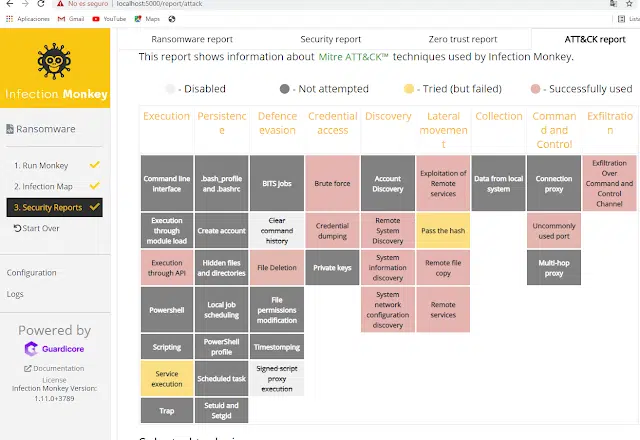 No es seguro | localhost:5000/report/attack
Aplicaciones Gmail YouTube Maps
Infection Monkey
Ransomware
1. Run Monkey
2. Infection Map
3. Security Reports
Start Over
Configuration
Logs
Powered by
Guardicore
Documentation
License
Infection Monkey Version:
1.11.0+3789
Ransomware report Security report Zero trust report ATT&CK report
This report shows information about Mitre ATT&CK™ techniques used by Infection Monkey.
- Disabled - Not attempted - Tried (but failed) - Successfully used
Execution
Persistenc
e
Defence
evasion
Credential
access
Discovery
Lateral
movemen
t
Collection
Comman
d and
Control
Exfiltratio
n
Command line
interface
.bash_profile
and .bashrc
BITS jobs
Brute force
Account
Discovery
Exploitation of
Remote
services
Data from local
system
Connection
proxy
Exfiltration
Over
Command and
Control
Channel
Execution
through
module load
Create account
Clear
command
history
Credential
dumping
Remote
System
Discovery
Pass the hash
Uncommonly
used port
Execution
through API
Hidden files
and directories
File Deletion
Private keys
System
information
discovery
Remote file
copy
Multi-hop
proxy
Powershell
Local job
scheduling
File
permissions
modification
System
network
configuration
discovery
Remote
services
Scripting
PowerShell
profile
Timestomping
Service
execution
Scheduled task
Signed script
proxy
execution
Trap
Setuid and
Setgid